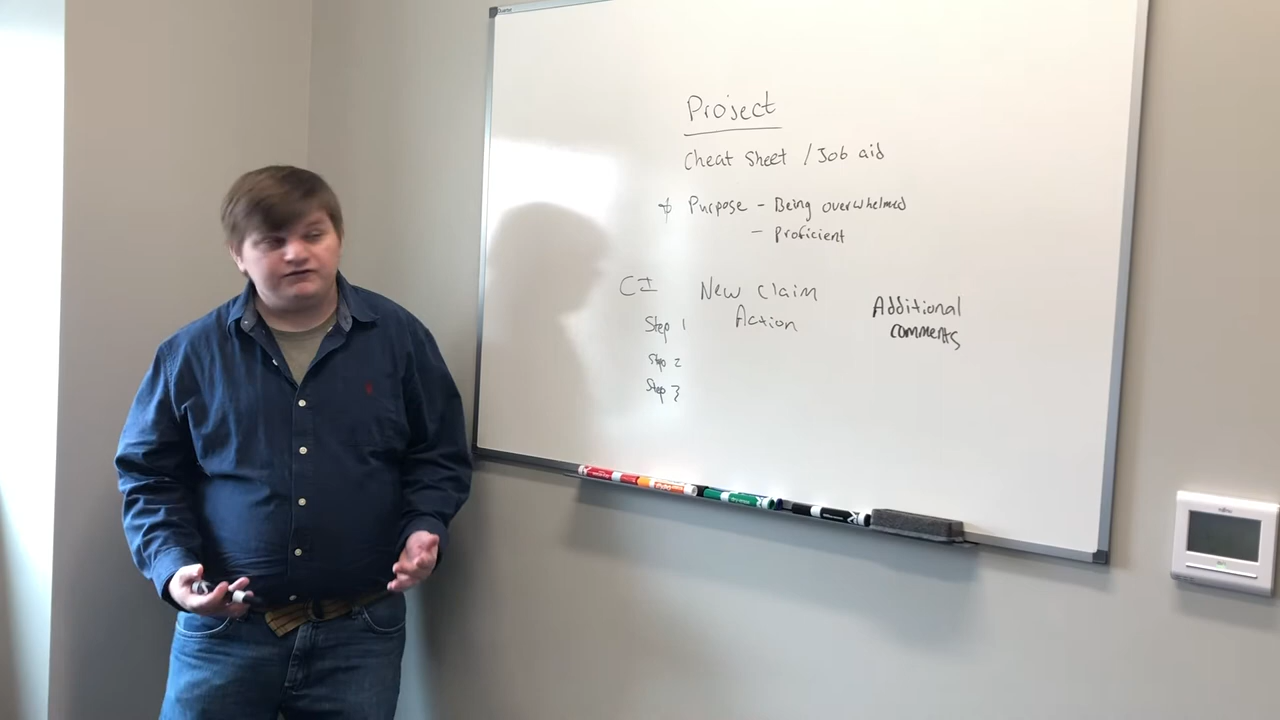 Project
Cheat Sheet / Job aid
Purpose - Being overwhelmed
- Proficient
CI New Claim Action Additional comments
Step 1
Step 2
Step 3